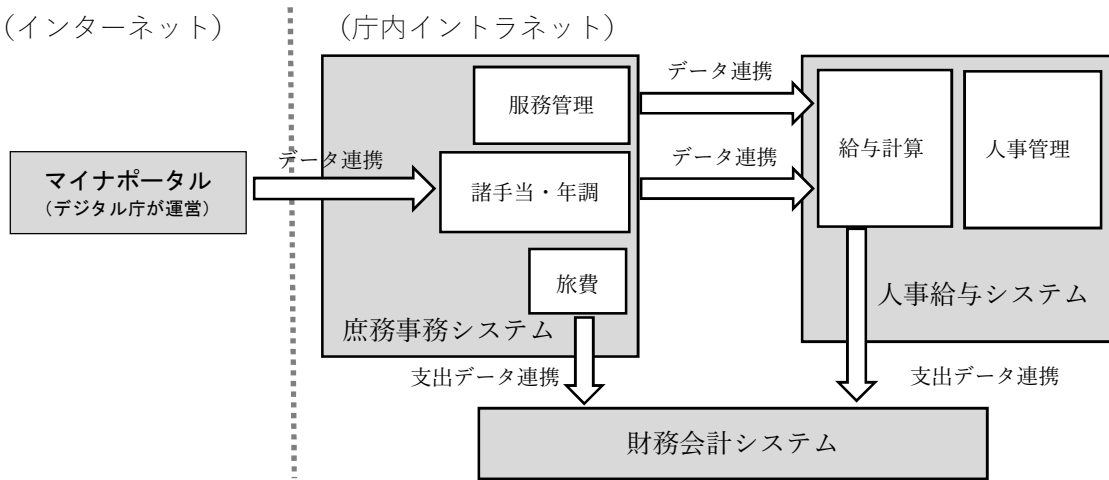 （インターネット）
（庁内イントラネット）
データ連携
服務管理
給与計算
人事管理
データ連携
データ連携
マイナポータル
（デジタル庁が運営）
諸手当・年調
旅費
人事給与システム
庶務事務システム
支出データ連携
支出データ連携
財務会計システム